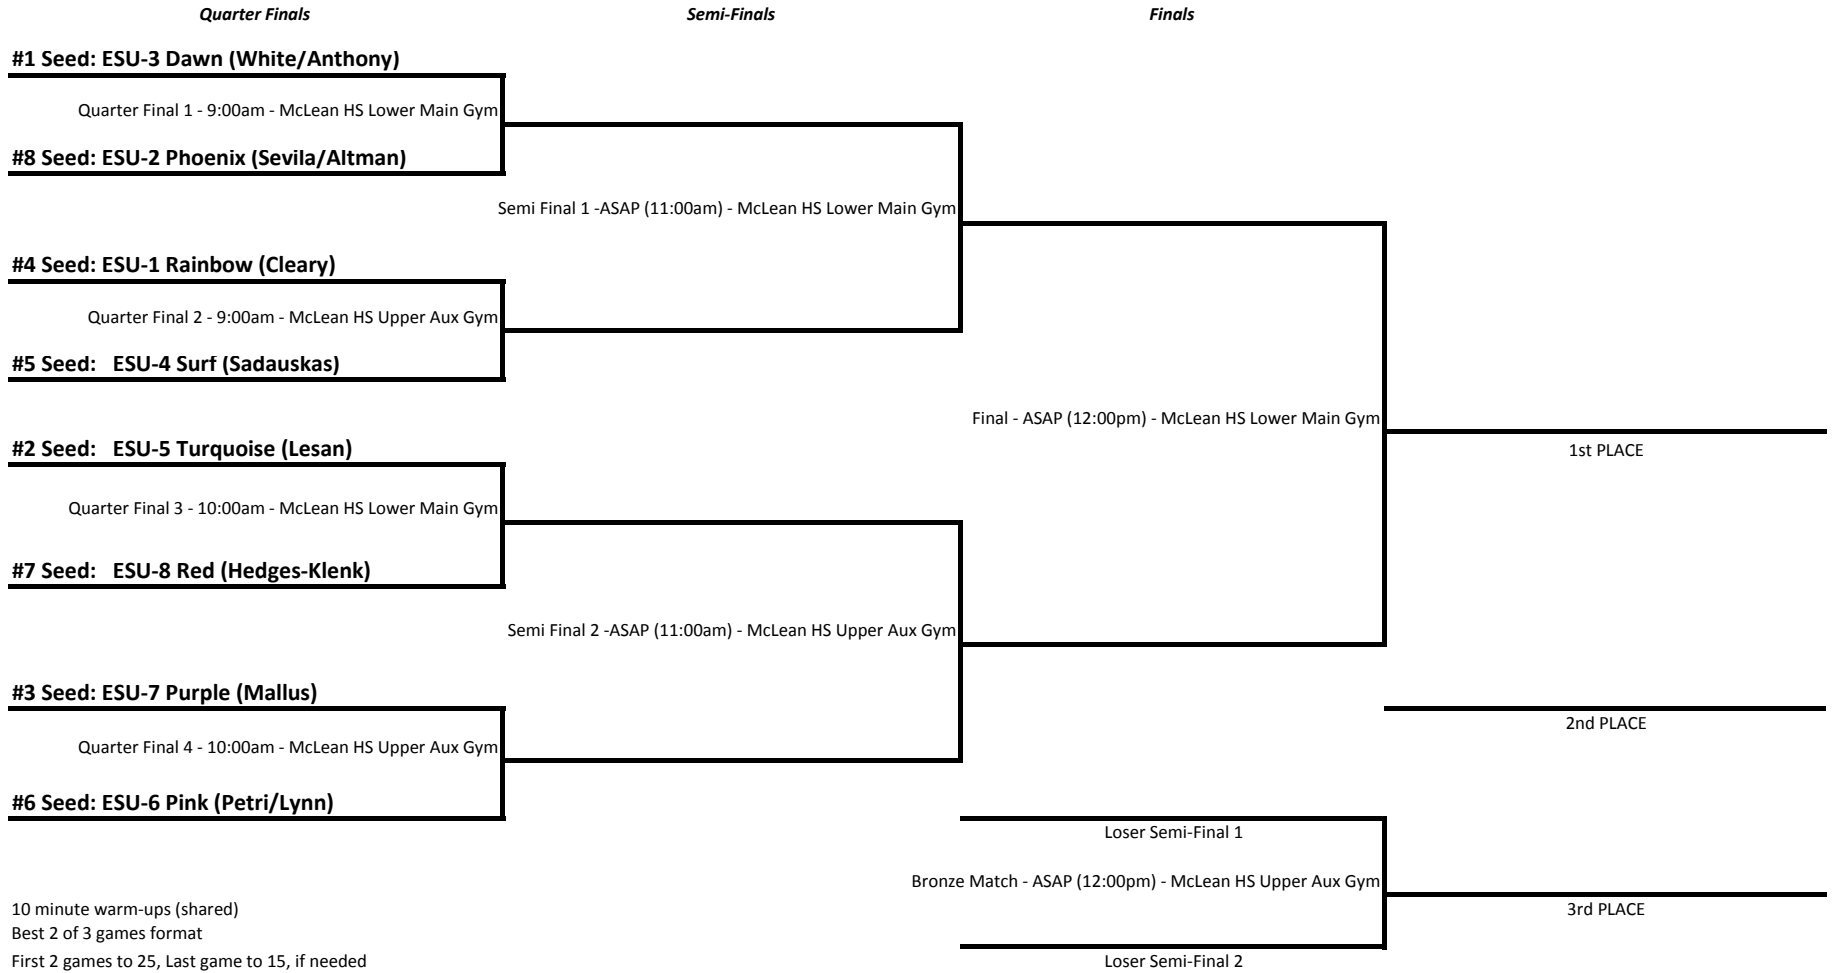 Quarter Finals
Semi-Finals
Finals
#1 Seed: ESU-3 Dawn (White/Anthony)
Quarter Final 1 - 9:00am - McLean HS Lower Main Gym
#8 Seed: ESU-2 Phoenix (Sevila/Altman)
Semi Final 1 -ASAP (11:00am) - McLean HS Lower Main Gym
#4 Seed: ESU-1 Rainbow (Cleary)
Quarter Final 2 - 9:00am - McLean HS Upper Aux Gym
#5 Seed: ESU-4 Surf (Sadauskas)
Final - ASAP (12:00pm) - McLean HS Lower Main Gym
#2 Seed: ESU-5 Turquoise (Lesan)
1st PLACE
Quarter Final 3 - 10:00am - McLean HS Lower Main Gym
#7 Seed: ESU-8 Red (Hedges-Klenk)
Semi Final 2 -ASAP (11:00am) - McLean HS Upper Aux Gym
#3 Seed: ESU-7 Purple (Mallus)
2nd PLACE
Quarter Final 4 - 10:00am - McLean HS Upper Aux Gym
#6 Seed: ESU-6 Pink (Petri/Lynn)
Loser Semi-Final 1
Bronze Match - ASAP (12:00pm) - McLean HS Upper Aux Gym
3rd PLACE
10 minute warm-ups (shared)
Best 2 of 3 games format
First 2 games to 25, Last game to 15, if needed
Loser Semi-Final 2